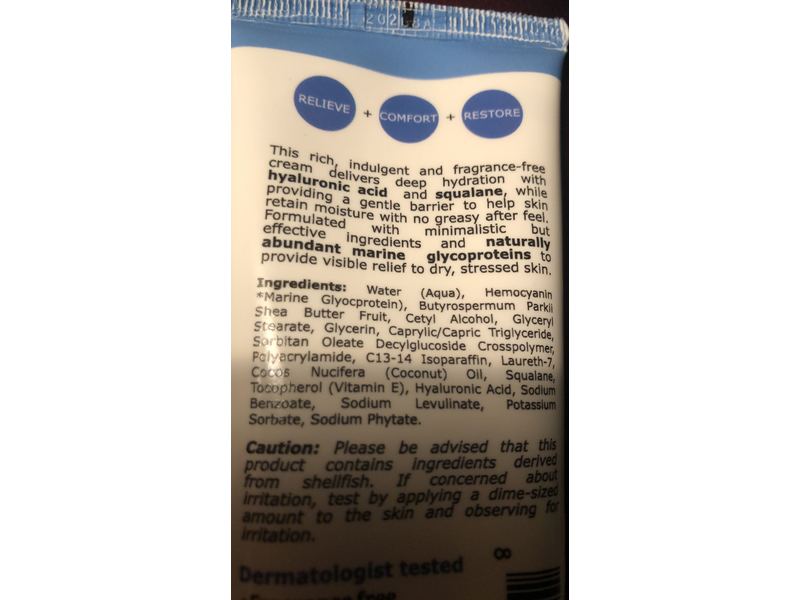 RELIEVE + COMFORT + RESTORE
This rich, indulgent and fragrance-free
cream delivers deep hydration with
hyaluronic acid and squalane, while
providing a gentle barrier to help skin
retain moisture with no greasy after feel.
Formulated with minimalistic but
effective ingredients and naturally
abundant marine glycoproteins to
provide visible relief to dry, stressed skin.
Ingredients: Water (Aqua), Hemocyanin
*Marine Glyocprotein), Butyrospermum Parkii
Shea Butter Fruit, Cetyl Alcohol, Glyceryl
Stearate, Glycerin, Caprylic/Capric Triglyceride,
Sorbitan Oleate Decylglucoside Crosspolymer,
Polyacrylamide, C13-14 Isoparaffin, Laureth-7,
Cocos Nucifera (Coconut) Oil, Squalane,
Tocopherol (Vitamin E), Hyaluronic Acid, Sodium
Benzoate, Sodium Levulinate, Potassium
Sorbate, Sodium Phytate.
Caution: Please be advised that this
product contains ingredients derived
from shellfish. If concerned about
irritation, test by applying a dime-sized
amount to the skin and observing for
irritation.
8
Dermatologist tested